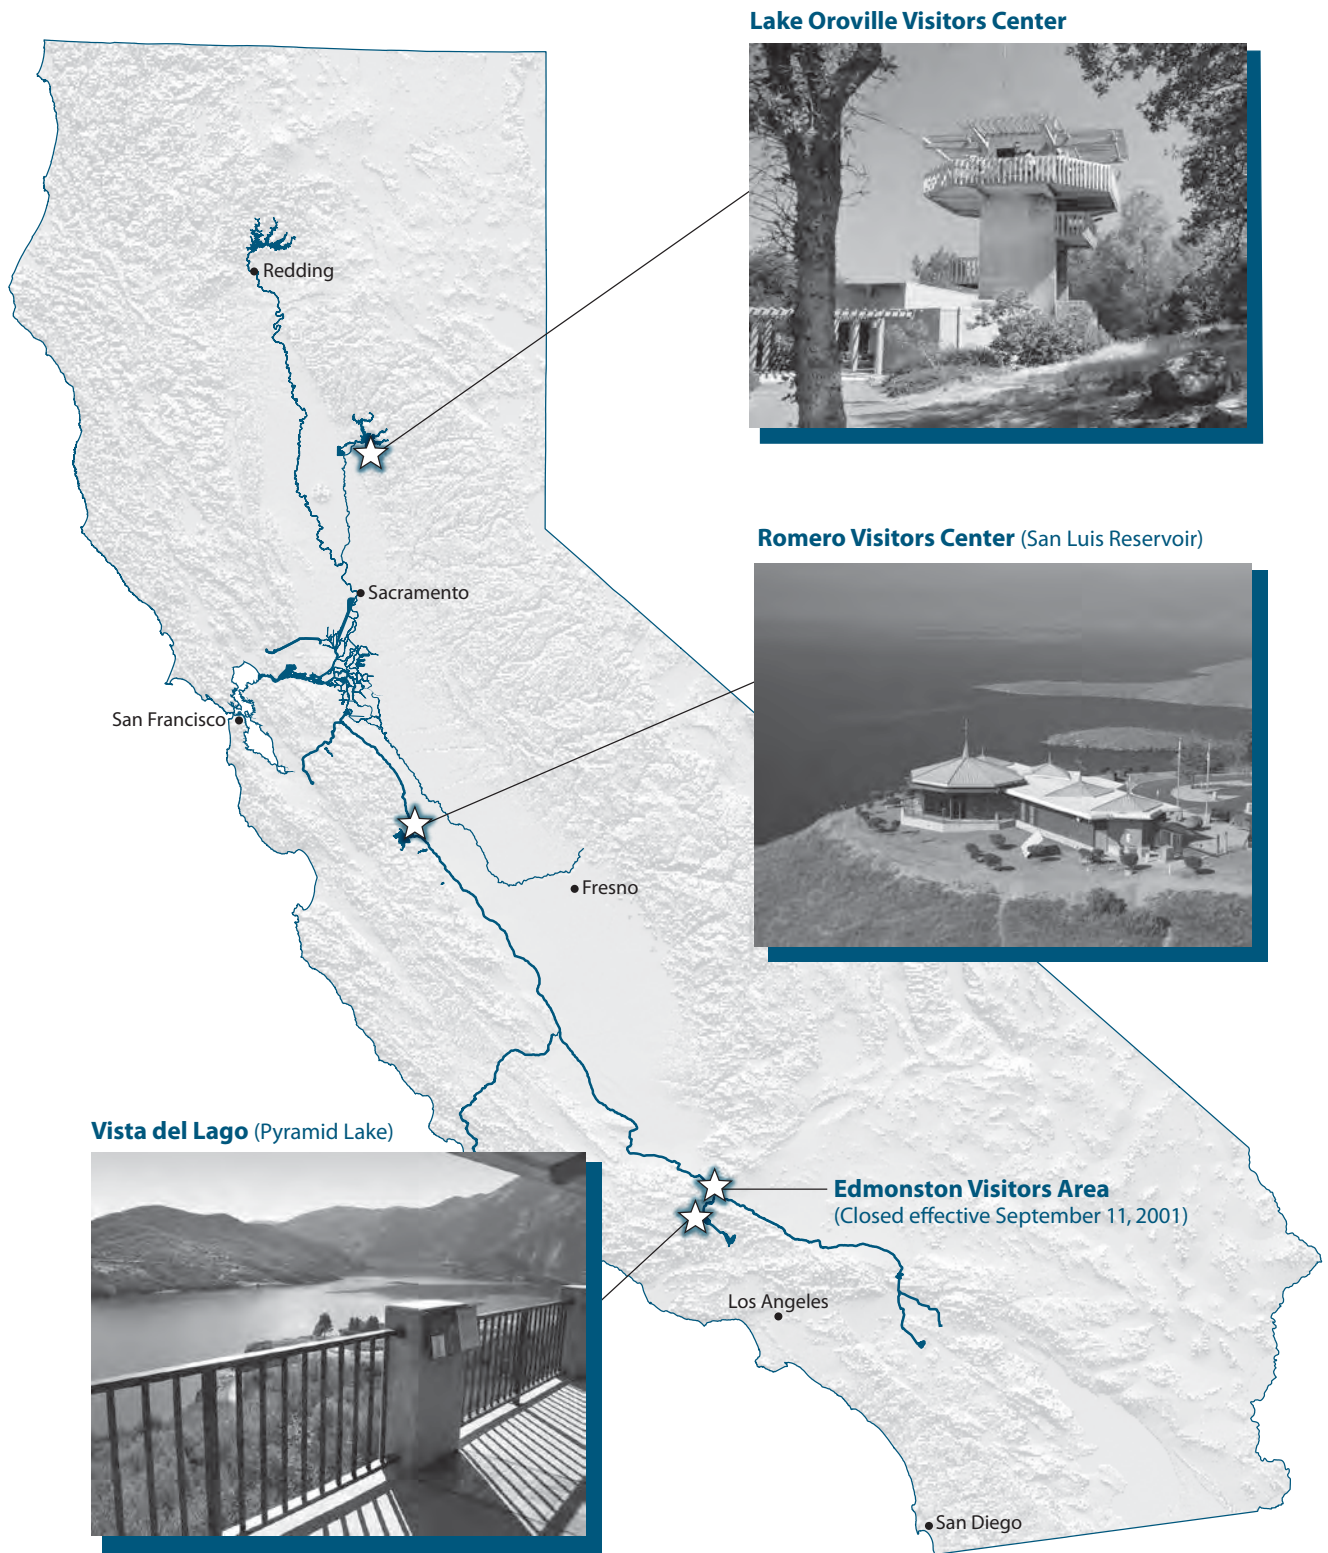 Lake Oroville Visitors Center
Redding
Sacramento
Romero Visitors Center (San Luis Reservoir)
San Francisco
Fresno
Vista del Lago (Pyramid Lake)
Edmonston Visitors Area
(Closed effective September 11, 2001)
Los Angeles
San Diego